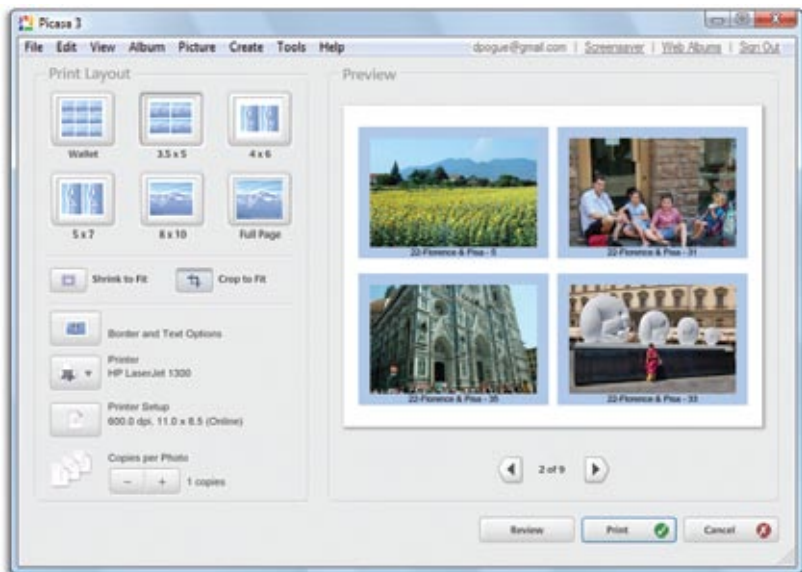 Picasa 3
File Edit View Album Picture Create Tools Help
dpogue@gmail.com | Screensaver | Web Albums | Sign Out
Print Layout
Preview
Wallet 3.5 x 5 4 x 6
5 x 7 8 x 10 Full Page
Shrink to Fit Crop to Fit
Border and Text Options
Printer
HP LaserJet 1300
Printer Setup
600.0 dpi, 11.0 x 8.5 (Online)
Copies per Photo
- + 1 copies
22-Florence & Pisa - 5
22-Florence & Pisa - 31
22-Florence & Pisa - 35
22-Florence & Pisa - 33
2 of 9
Review Print Cancel